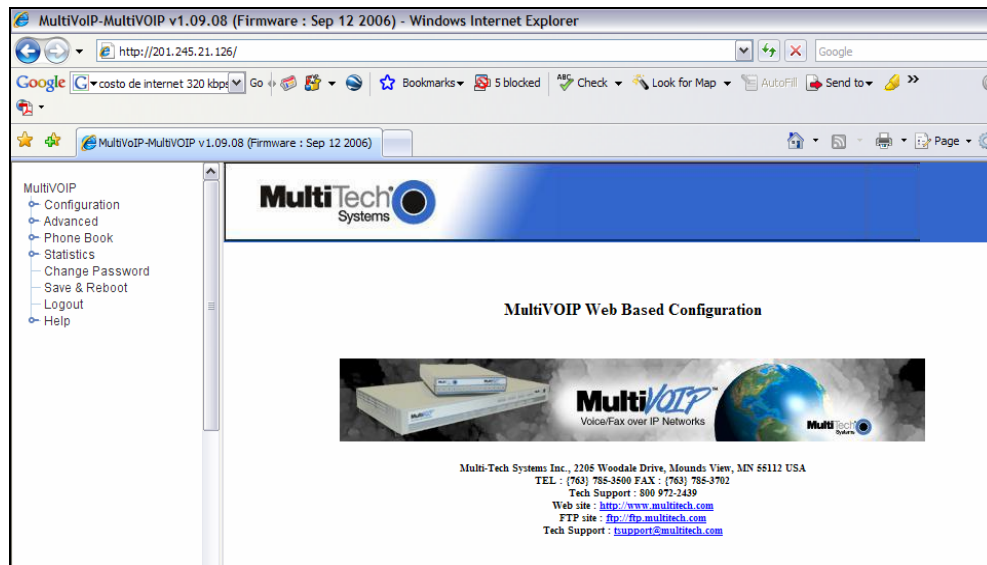 MultiVoIP-MultiVOIP v1.09.08 (Firmware : Sep 12 2006) - Windows Internet Explorer
http://201.245.21.126/
Google
Google G costo de internet 320 kbps Go Bookmarks 5 blocked ABC Check Look for Map AutoFill Send to »
MultiVoIP-MultiVOIP v1.09.08 (Firmware : Sep 12 2006)
Page
MultiVOIP
Configuration
Advanced
Phone Book
Statistics
Change Password
Save & Reboot
Logout
Help
MultiTech
Systems
MultiVOIP Web Based Configuration
MultiVOIP™
Voice/Fax over IP Networks
MultiTech
Systems
Multi-Tech Systems Inc., 2205 Woodale Drive, Mounds View, MN 55112 USA
TEL : (763) 785-3500 FAX : (763) 785-3702
Tech Support : 800 972-2439
Web site : http://www.multitech.com
FTP site : ftp://ftp.multitech.com
Tech Support : tsupport@multitech.com